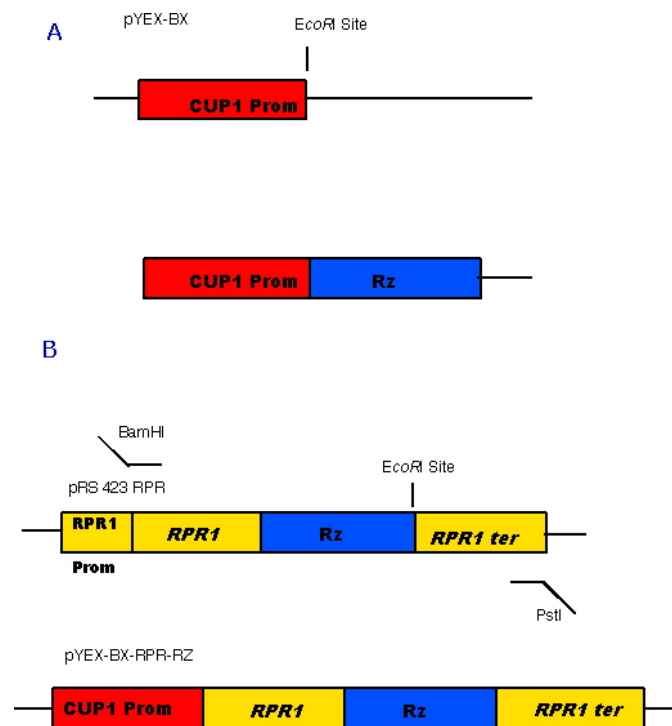 A
pYEX-BX
EcoRI Site
CUP1 Prom
CUP1 Prom
Rz
B
BamHI
EcoRI Site
pRS 423 RPR
RPR1
RPR1
Rz
RPR1 ter
Prom
PstI
pYEX-BX-RPR-RZ
CUP1 Prom
RPR1
Rz
RPR1 ter